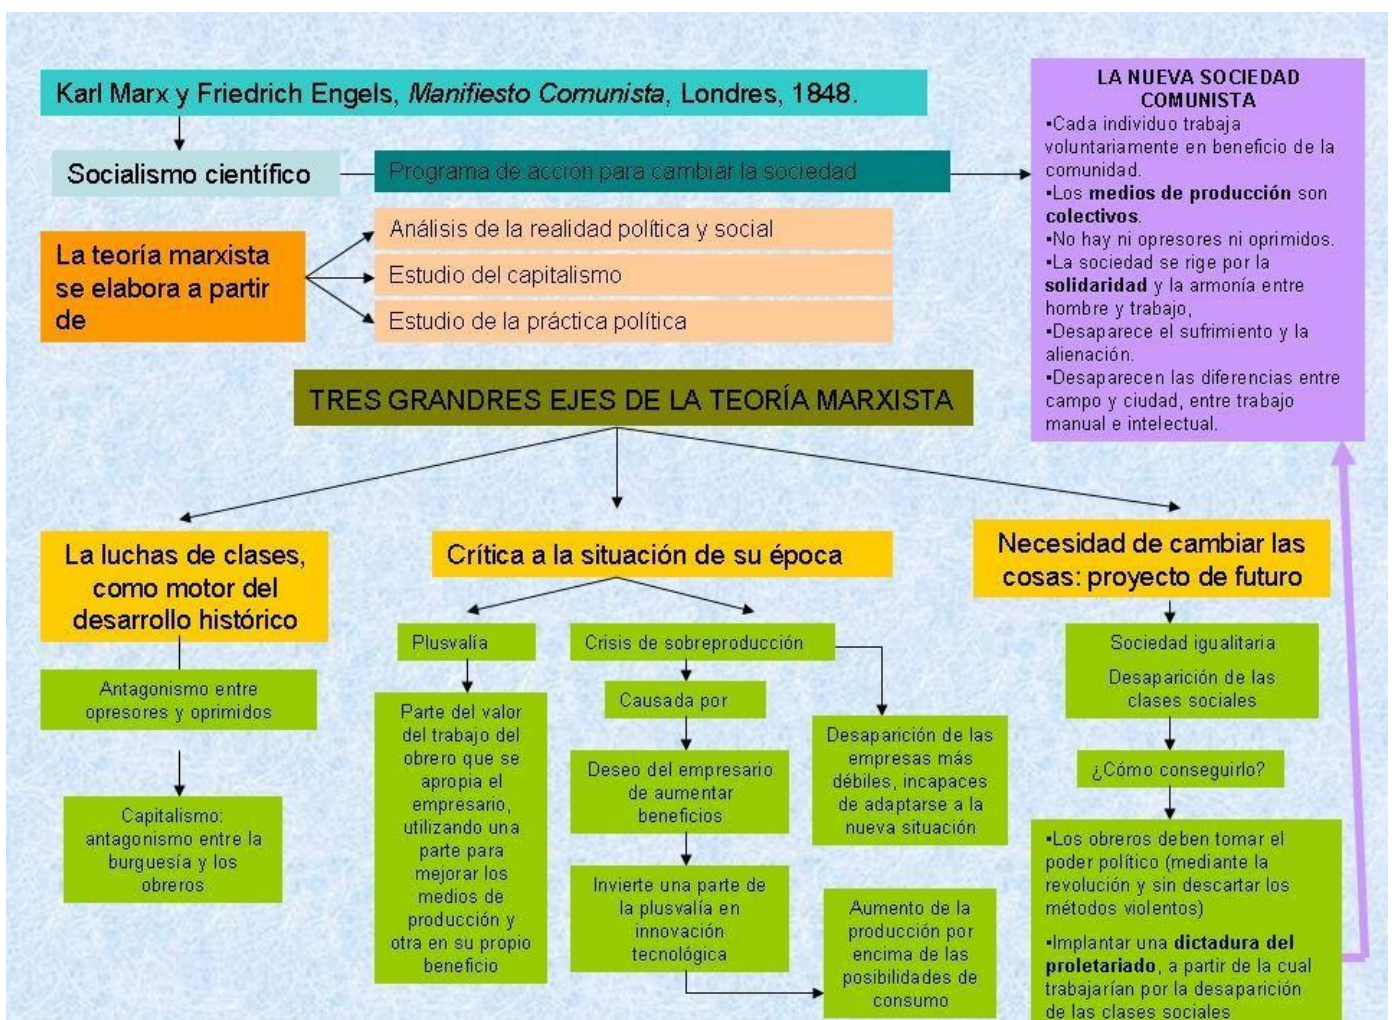 Karl Marx y Friedrich Engels, Manifiesto Comunista, Londres, 1848.
Socialismo científico
Programa de acción para cambiar la sociedad
La teoría marxista
se elabora a partir
de
Análisis de la realidad política y social
Estudio del capitalismo
Estudio de la práctica política
LA NUEVA SOCIEDAD
COMUNISTA
•Cada individuo trabaja
voluntariamente en beneficio de la
comunidad.
•Los medios de producción son
colectivos.
•No hay ni opresores ni oprimidos.
•La sociedad se rige por la
solidaridad y la armonía entre
hombre y trabajo,
•Desaparece el sufrimiento y la
alienación.
•Desaparecen las diferencias entre
campo y ciudad, entre trabajo
manual e intelectual.
TRES GRANDRES EJES DE LA TEORÍA MARXISTA
La luchas de clases,
como motor del
desarrollo histórico
Antagonismo entre
opresores y oprimidos
Capitalismo:
antagonismo entre la
burguesía y los
obreros
Crítica a la situación de su época
Plusvalía
Parte del valor
del trabajo del
obrero que se
apropia el
empresario,
utilizando una
parte para
mejorar los
medios de
producción y
otra en su propio
beneficio
Crisis de sobreproducción
Causada por
Deseo del empresario
de aumentar
beneficios
Invierte una parte de
la plusvalía en
innovación
tecnológica
Desaparición de las
empresas más
débiles, incapaces
de adaptarse a la
nueva situación
Aumento de la
producción por
encima de las
posibilidades de
consumo
Necesidad de cambiar las
cosas: proyecto de futuro
Sociedad igualitaria
Desaparición de las
clases sociales
¿Cómo conseguirlo?
•Los obreros deben tomar el
poder político (mediante la
revolución y sin descartar los
métodos violentos)
•Implantar una dictadura del
proletariado, a partir de la cual
trabajarían por la desaparición
de las clases sociales